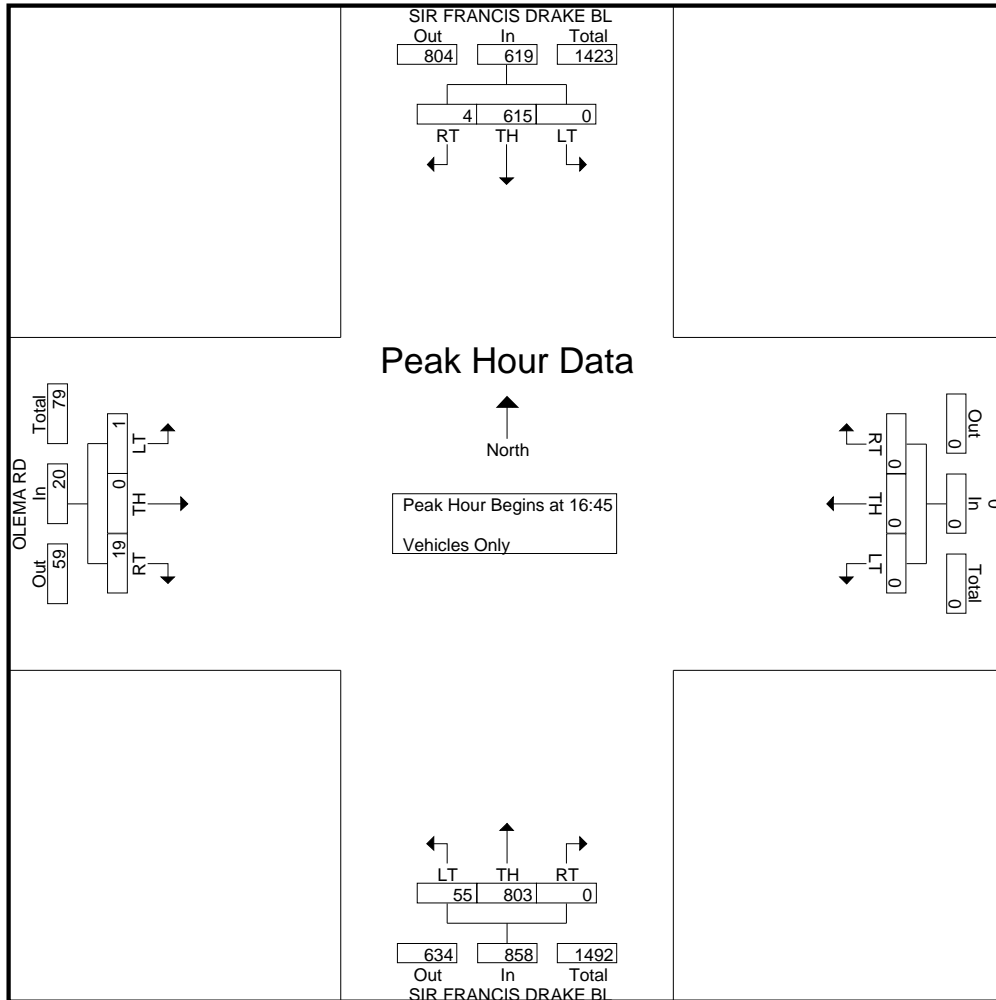 SIR FRANCIS DRAKE BL
Out In Total
804 619 1423
4 615 0
RT TH LT
Peak Hour Data
North
Peak Hour Begins at 16:45
Vehicles Only
OLEMA RD
Total In Out
79 20 59
1 0 19
LT TH RT
RT TH LT
0 0 0
Out In Total
0 0 0
0
LT TH RT
55 803 0
634 858 1492
Out In Total
SIR FRANCIS DRAKE BL